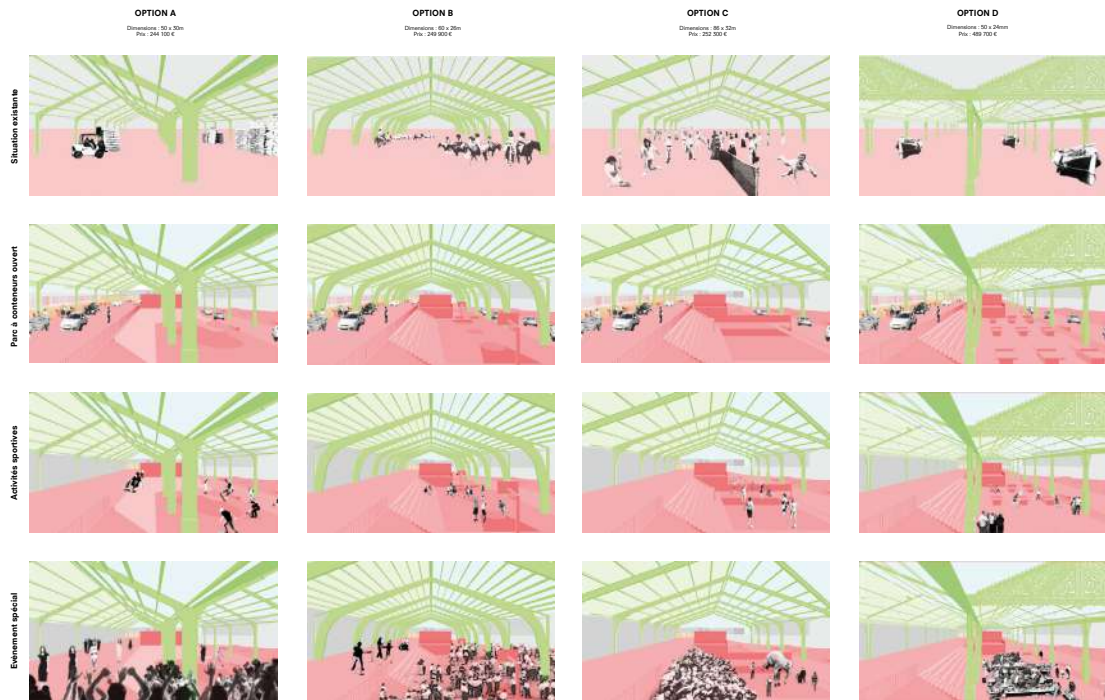 OPTION A
Dimensions : 50 x 30m
Prix : 244 100 €
OPTION B
Dimensions : 60 x 26m
Prix : 249 900 €
OPTION C
Dimensions : 86 x 32m
Prix : 252 300 €
OPTION D
Dimensions : 50 x 24mm
Prix : 489 700 €
Situation existante
Parc à conteneurs ouvert
Activités sportives
Evénement spécial